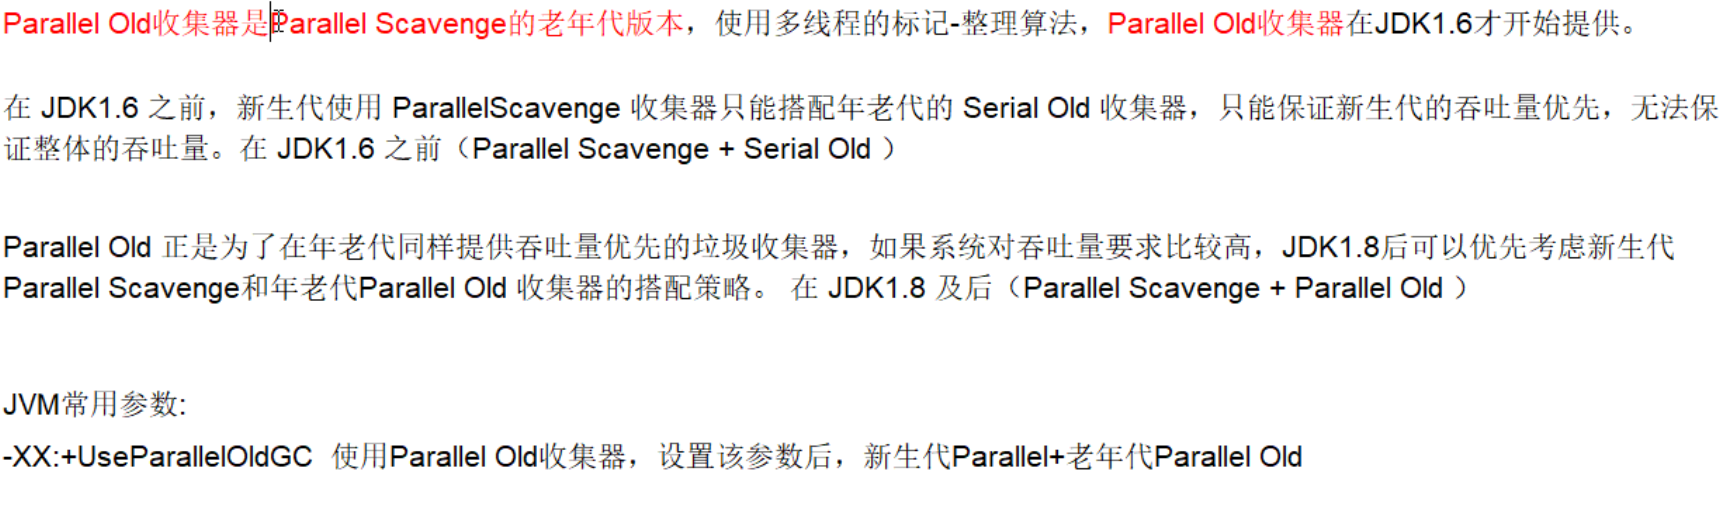 Parallel Old收集器是Parallel Scavenge的老年代版本，使用多线程的标记-整理算法，Parallel Old收集器在JDK1.6才开始提供。
在 JDK1.6 之前，新生代使用 ParallelScavenge 收集器只能搭配年老代的 Serial Old 收集器，只能保证新生代的吞吐量优先，无法保
证整体的吞吐量。在 JDK1.6 之前（Parallel Scavenge + Serial Old ）
Parallel Old 正是为了在年老代同样提供吞吐量优先的垃圾收集器，如果系统对吞吐量要求比较高，JDK1.8后可以优先考虑新生代
Parallel Scavenge和年老代Parallel Old 收集器的搭配策略。 在 JDK1.8 及后（Parallel Scavenge + Parallel Old ）
JVM常用参数:
-XX:+UseParallelOldGC  使用Parallel Old收集器，设置该参数后，新生代Parallel+老年代Parallel Old